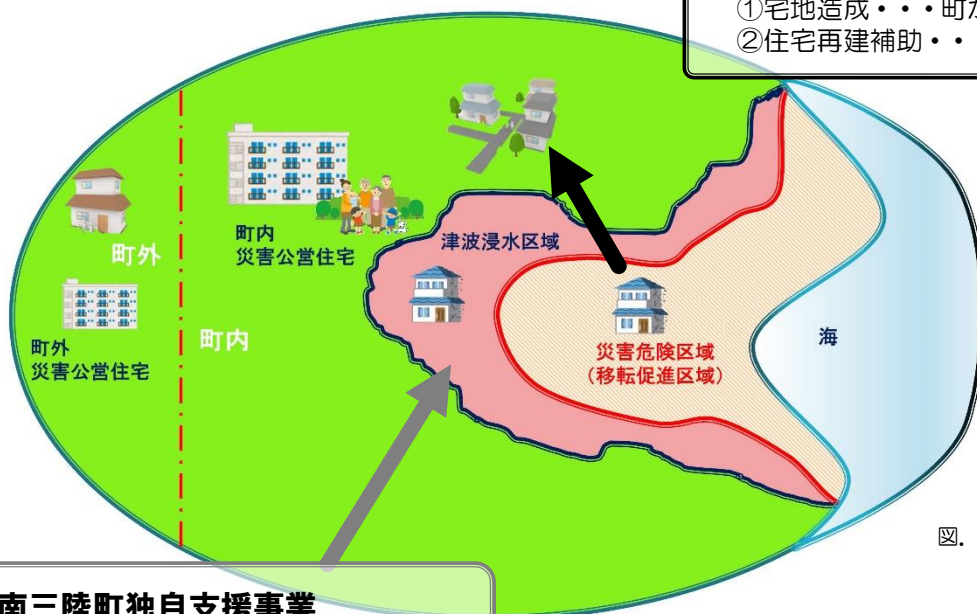 ①宅地造成・・・町が
②住宅再建補助・・
町外
町内
災害公営住宅
津波浸水区域
町外
災害公営住宅
町内
災害危険区域
（移転促進区域）
海
図.
南三陸町独自支援事業